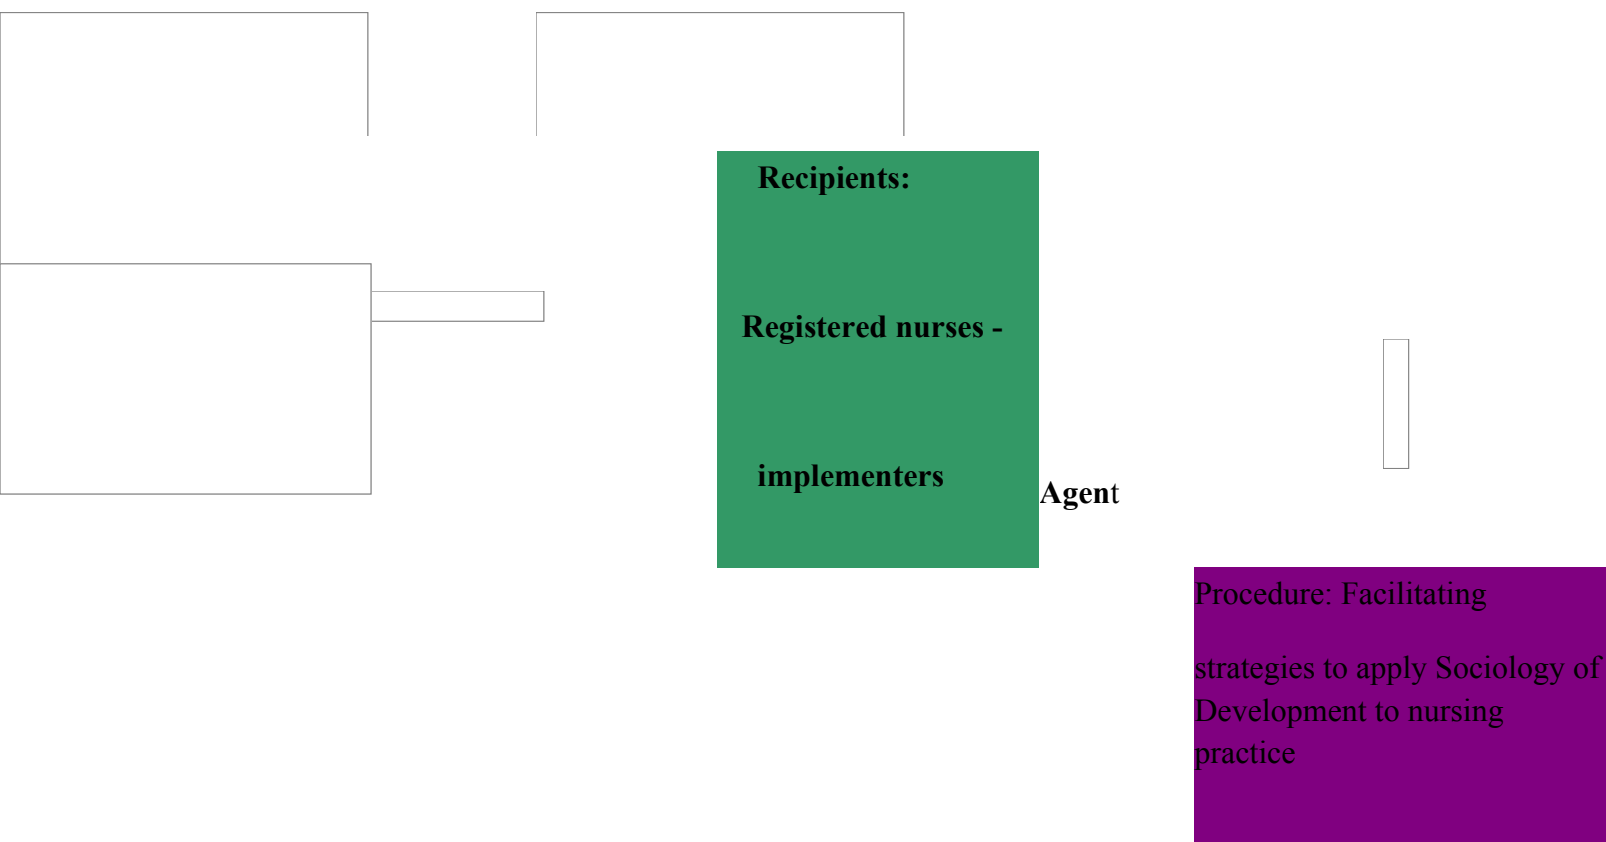 Recipients:
Registered nurses -
implementers
Agent
Procedure: Facilitating
strategies to apply Sociology of
Development to nursing
practice